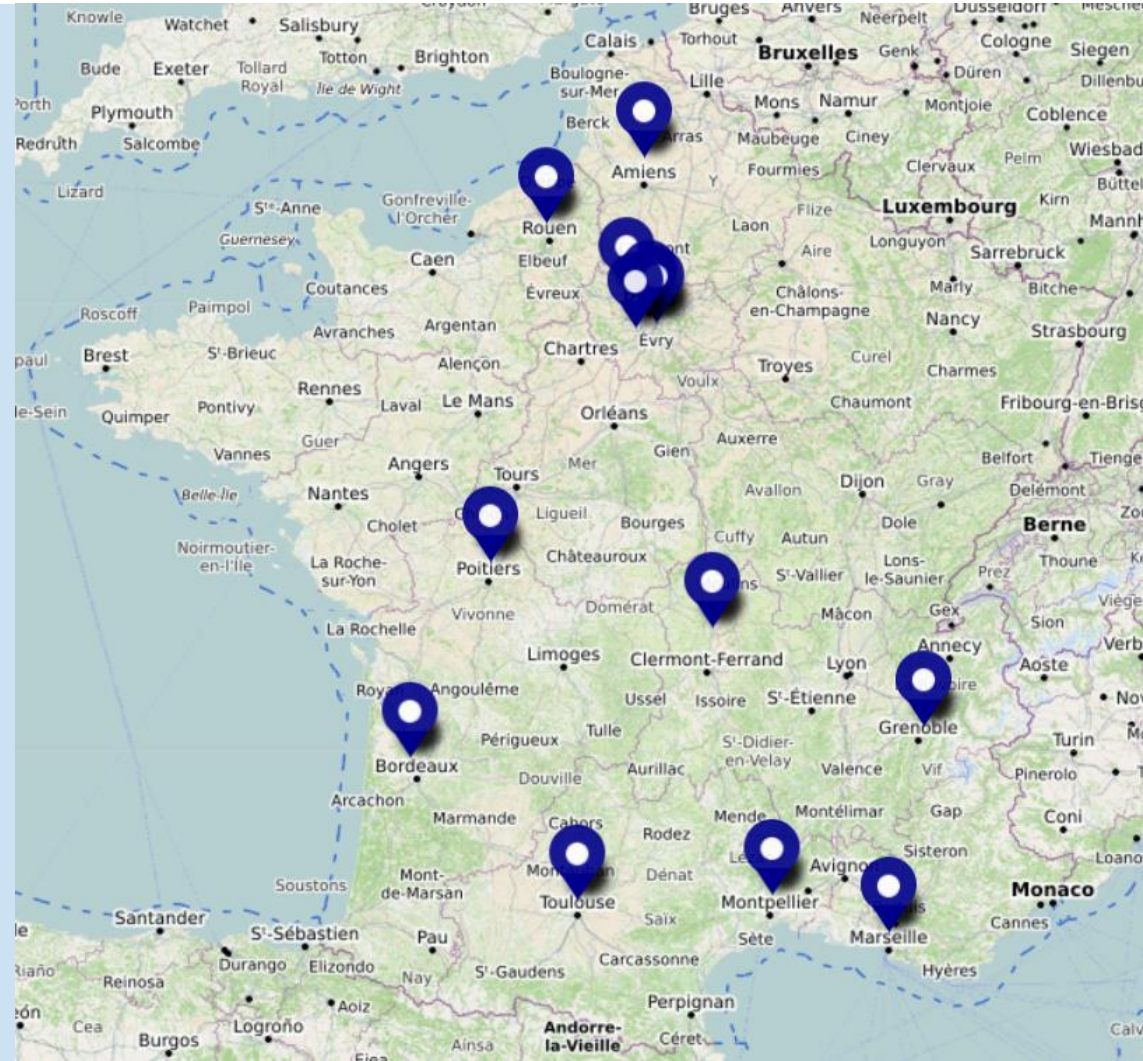 Knowle
Watchet
Salisbury
Bruges
Anvers
Neerpelt
Düsseldorf
Bude
Exeter
Tollard
Royal
Totton
Brighton
Île de Wight
Calais
Torhout
Bruxelles
Genk
Cologne
Siegen
Plymouth
Boulogne-
sur-Mer
Lille
Düren
Redruth
Salcombe
Berck
Arras
Mons
Namur
Montjoie
Coblence
Maubeuge
Ciney
Lizard
Amiens
Y
Fourmies
Clervaux
Pelm
Sᵗᵉ-Anne
Gonfreville-
l'Orcher
Rouen
Flize
Luxembourg
Kirn
Guernesey
Caen
Elbeuf
Laon
Aire
Longuyon
Sarrebruck
Coutances
Évreux
Châlons-
en-Champagne
Marly
Bitche
Roscoff
Paimpol
Avranches
Argentan
Nancy
Strasbourg
Brest
Sᵗ-Brieuc
Alençon
Chartres
Évry
Troyes
Curel
Charmes
Rennes
Laval
Le Mans
Voulx
Chaumont
Quimper
Pontivy
Guer
Orléans
Auxerre
Vannes
Angers
Mer
Gien
Belfort
Belle-Île
Nantes
Tours
Avallon
Dijon
Gray
Delémont
Cholet
Ligueil
Bourges
Dole
Berne
Noirmoutier-
en-l'Île
La Roche-
sur-Yon
Poitiers
Châteauroux
Cuffy
Autun
Lons-
le-Saunier
Thoune
Sᵗ-Vallier
Prez
Vivonne
Domérat
Mâcon
Gex
Sion
La Rochelle
Limoges
Clermont-Ferrand
Lyon
Annecy
Aoste
Angoulême
Ussel
Issoire
Sᵗ-Étienne
Périgueux
Tulle
Sᵗ-Didier-
en-Velay
Grenoble
Turin
Bordeaux
Douville
Aurillac
Valence
Vif
Pinerolo
Arcachon
Marmande
Cahors
Mende
Montélimar
Gap
Coni
Rodez
Soustons
Mont-
de-Marsan
Dénat
Avignon
Sisteron
Toulouse
Montpellier
Monaco
Santander
Sᵗ-Sébastien
Pau
Saix
Sète
Marseille
Cannes
Reinosa
Durango
Elizondo
Nay
Sᵗ-Gaudens
Carcassonne
Hyères
Aoiz
Perpignan
Cea
Burgos
Logroño
Ainsa
Andorre-
la-Vieille
Céret